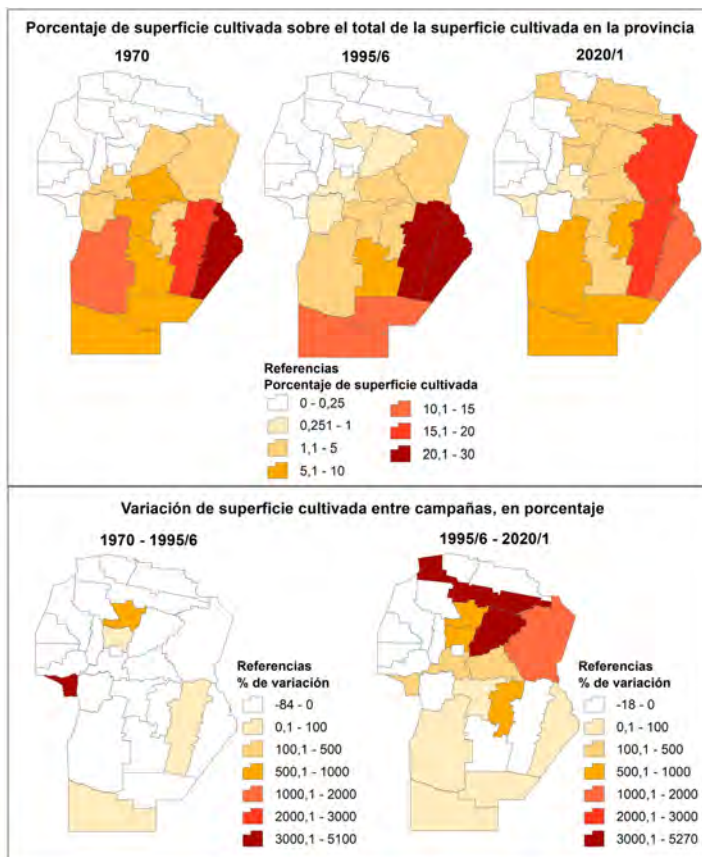 Porcentaje de superficie cultivada sobre el total de la superficie cultivada en la provincia
1970
1995/6
2020/1
Referencias
Porcentaje de superficie cultivada
0 - 0,25
0,251 - 1
1,1 - 5
5,1 - 10
10,1 - 15
15,1 - 20
20,1 - 30
Variación de superficie cultivada entre campañas, en porcentaje
1970 - 1995/6
1995/6 - 2020/1
Referencias
% de variación
-84 - 0
0,1 - 100
100,1 - 500
500,1 - 1000
1000,1 - 2000
2000,1 - 3000
3000,1 - 5100
Referencias
% de variación
-18 - 0
0,1 - 100
100,1 - 500
500,1 - 1000
1000,1 - 2000
2000,1 - 3000
3000,1 - 5270